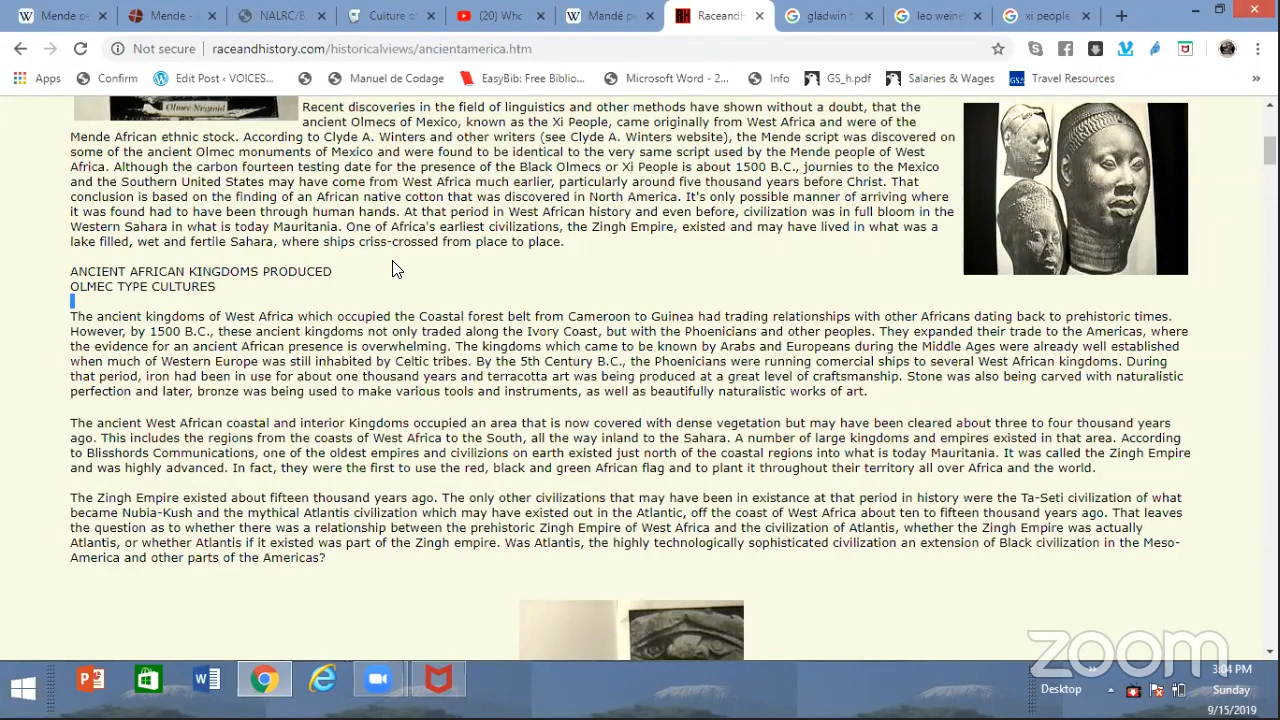 Mende or
Mende -
NALRC/B
Culture o
(20) Who
Mandé pe
Raceandh
gladwin t
leo weine
xi people
Not secure
raceandhistory.com/historicalviews/ancientamerica.htm
Apps
Confirm
Edit Post ‹ VOICES...
Manuel de Codage
EasyBib: Free Biblio...
Microsoft Word - 2...
Info
GS_h.pdf
Salaries & Wages
Travel Resources
Olmec Negroid
Recent discoveries in the field of linguistics and other methods have shown without a doubt, that the
ancient Olmecs of Mexico, known as the Xi People, came originally from West Africa and were of the
Mende African ethnic stock. According to Clyde A. Winters and other writers (see Clyde A. Winters website), the Mende script was discovered on
some of the ancient Olmec monuments of Mexico and were found to be identical to the very same script used by the Mende people of West
Africa. Although the carbon fourteen testing date for the presence of the Black Olmecs or Xi People is about 1500 B.C., journies to the Mexico
and the Southern United States may have come from West Africa much earlier, particularly around five thousand years before Christ. That
conclusion is based on the finding of an African native cotton that was discovered in North America. It's only possible manner of arriving where
it was found had to have been through human hands. At that period in West African history and even before, civilization was in full bloom in the
Western Sahara in what is today Mauritania. One of Africa's earliest civilizations, the Zingh Empire, existed and may have lived in what was a
lake filled, wet and fertile Sahara, where ships criss-crossed from place to place.
ANCIENT AFRICAN KINGDOMS PRODUCED
OLMEC TYPE CULTURES
The ancient kingdoms of West Africa which occupied the Coastal forest belt from Cameroon to Guinea had trading relationships with other Africans dating back to prehistoric times.
However, by 1500 B.C., these ancient kingdoms not only traded along the Ivory Coast, but with the Phoenicians and other peoples. They expanded their trade to the Americas, where
the evidence for an ancient African presence is overwhelming. The kingdoms which came to be known by Arabs and Europeans during the Middle Ages were already well established
when much of Western Europe was still inhabited by Celtic tribes. By the 5th Century B.C., the Phoenicians were running comercial ships to several West African kingdoms. During
that period, iron had been in use for about one thousand years and terracotta art was being produced at a great level of craftsmanship. Stone was also being carved with naturalistic
perfection and later, bronze was being used to make various tools and instruments, as well as beautifully naturalistic works of art.
The ancient West African coastal and interior Kingdoms occupied an area that is now covered with dense vegetation but may have been cleared about three to four thousand years
ago. This includes the regions from the coasts of West Africa to the South, all the way inland to the Sahara. A number of large kingdoms and empires existed in that area. According
to Blisshords Communications, one of the oldest empires and civilizions on earth existed just north of the coastal regions into what is today Mauritania. It was called the Zingh Empire
and was highly advanced. In fact, they were the first to use the red, black and green African flag and to plant it throughout their territory all over Africa and the world.
The Zingh Empire existed about fifteen thousand years ago. The only other civilizations that may have been in existance at that period in history were the Ta-Seti civilization of what
became Nubia-Kush and the mythical Atlantis civilization which may have existed out in the Atlantic, off the coast of West Africa about ten to fifteen thousand years ago. That leaves
the question as to whether there was a relationship between the prehistoric Zingh Empire of West Africa and the civilization of Atlantis, whether the Zingh Empire was actually
Atlantis, or whether Atlantis if it existed was part of the Zingh empire. Was Atlantis, the highly technologically sophisticated civilization an extension of Black civilization in the Meso-
America and other parts of the Americas?
zoom
Desktop
3:04 PM
Sunday
9/15/2019